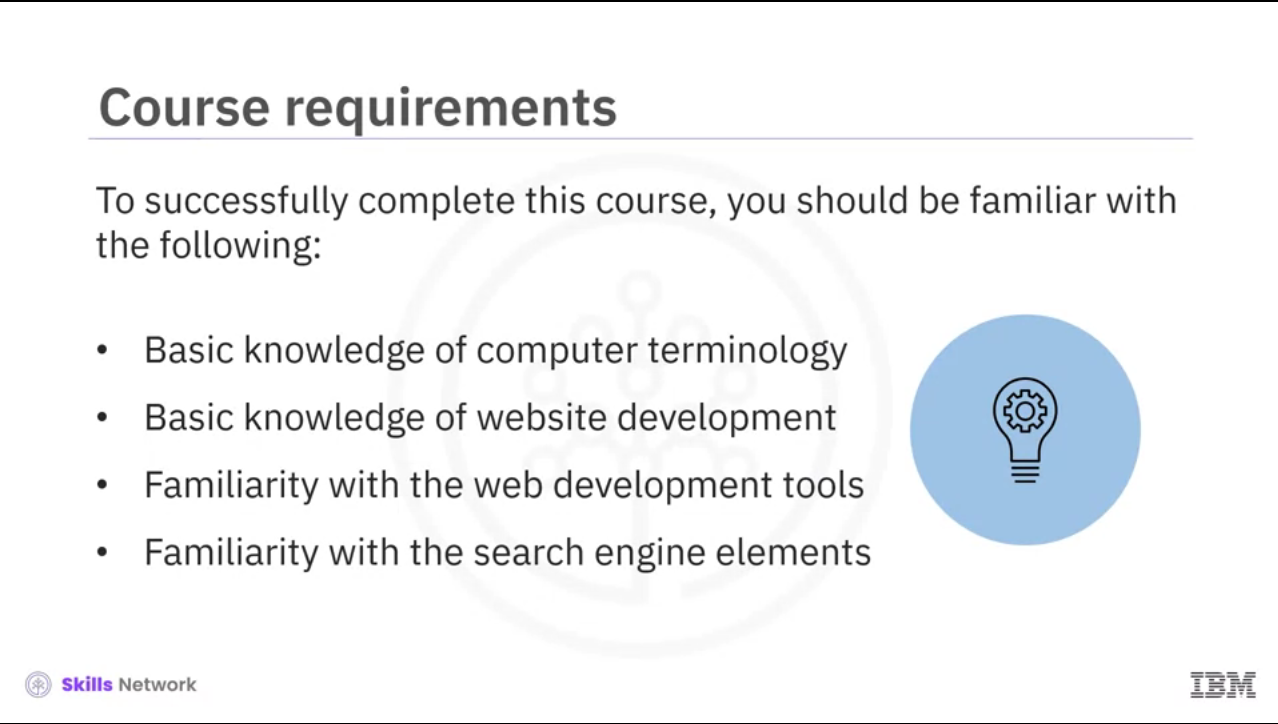 Course requirements
To successfully complete this course, you should be familiar with
the following:
• Basic knowledge of computer terminology
• Basic knowledge of website development
• Familiarity with the web development tools
• Familiarity with the search engine elements
Skills Network
IBM